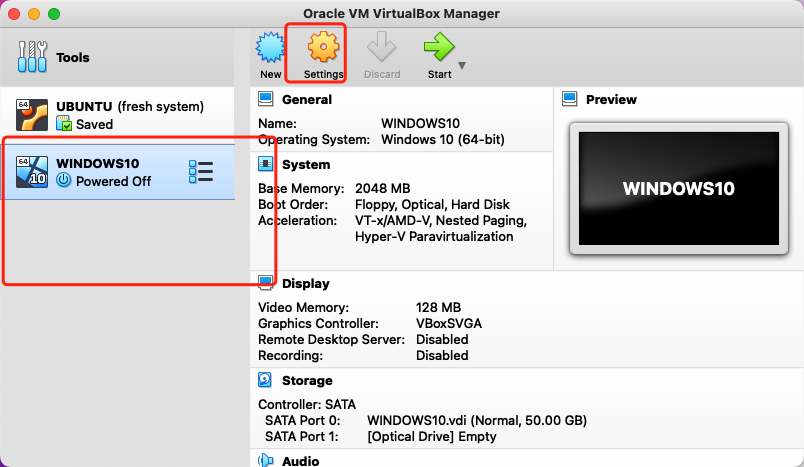 Oracle VM VirtualBox Manager
Tools
New
Settings
Discard
Start
64
UBUNTU (fresh system)
Saved
64
10
WINDOWS10
Powered Off
General
Name: WINDOWS10
Operating System: Windows 10 (64-bit)
System
Base Memory: 2048 MB
Boot Order: Floppy, Optical, Hard Disk
Acceleration: VT-x/AMD-V, Nested Paging,
Hyper-V Paravirtualization
Preview
WINDOWS10
Display
Video Memory: 128 MB
Graphics Controller: VBoxSVGA
Remote Desktop Server: Disabled
Recording: Disabled
Storage
Controller: SATA
SATA Port 0: WINDOWS10.vdi (Normal, 50.00 GB)
SATA Port 1: [Optical Drive] Empty
Audio